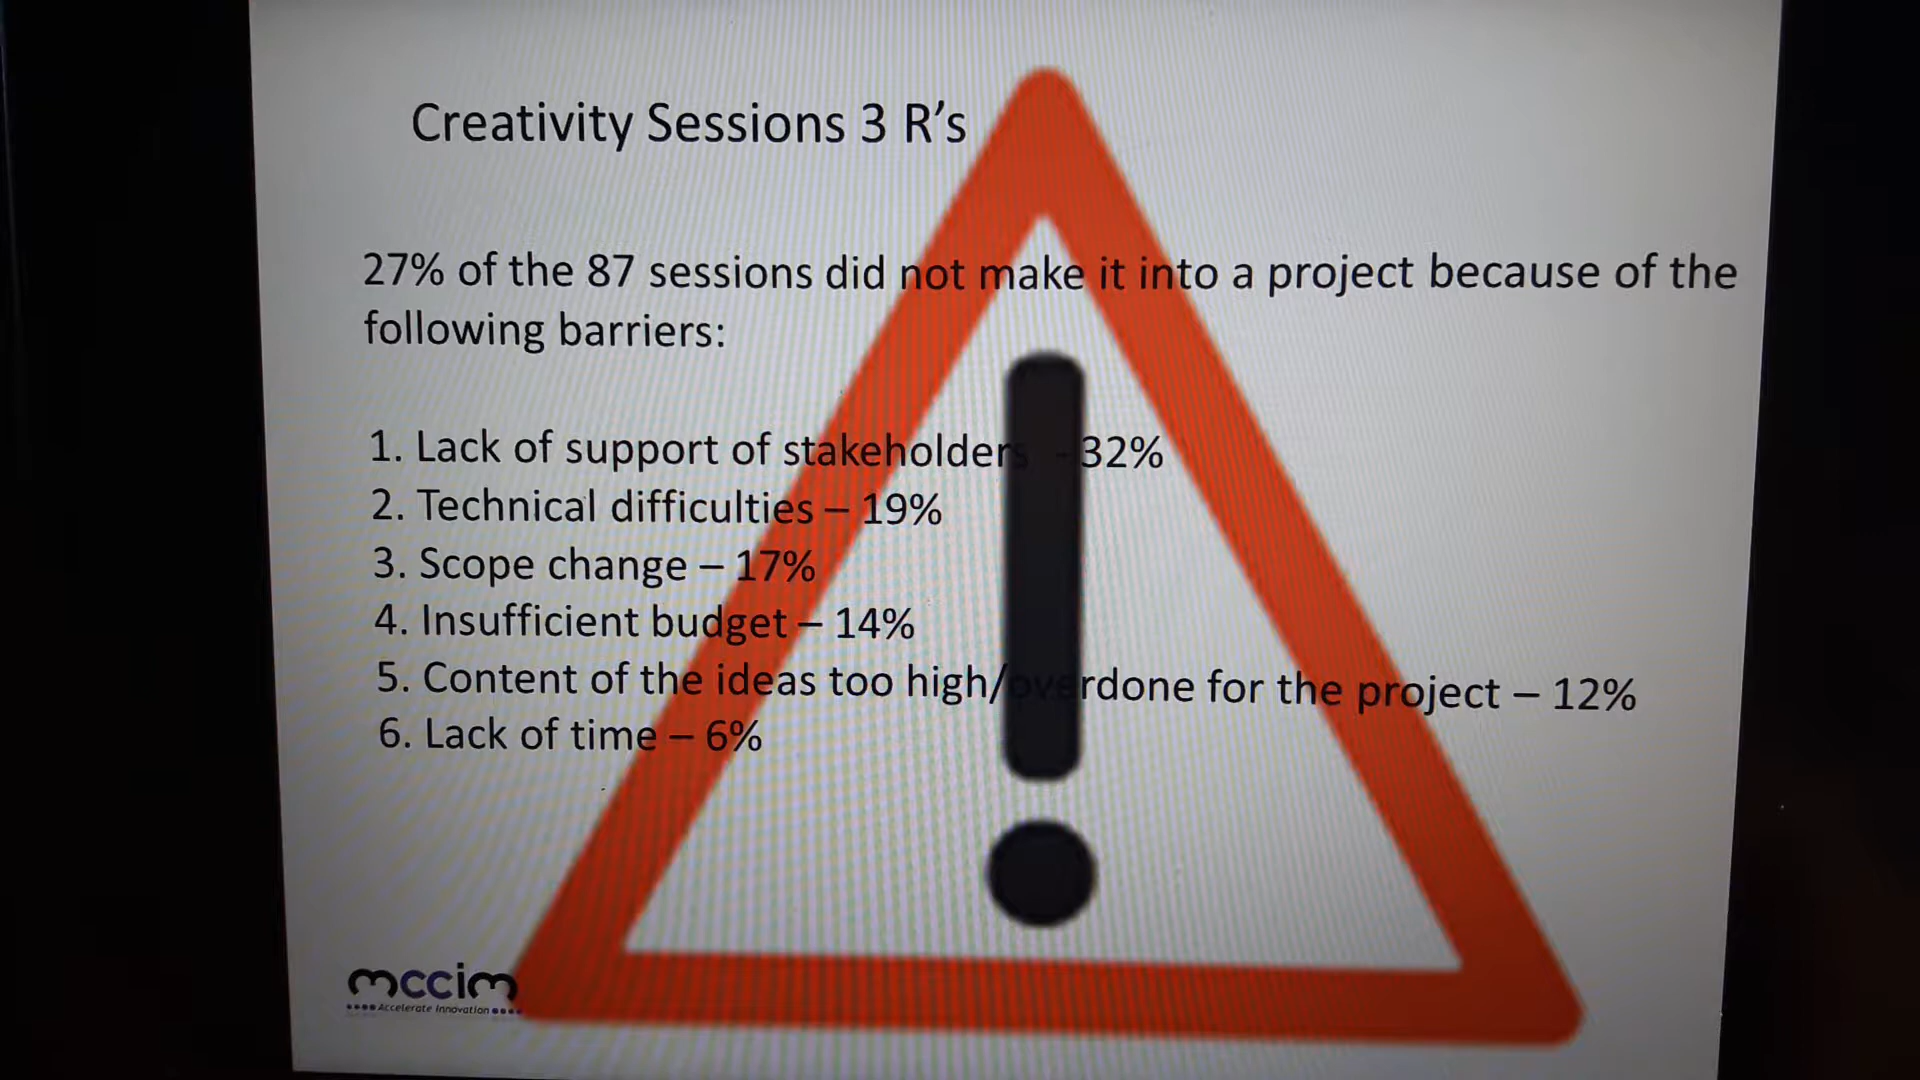 Creativity Sessions 3 R’s
27% of the 87 sessions did not make it into a project because of the
following barriers:
1. Lack of support of stakeholders - 32%
2. Technical difficulties – 19%
3. Scope change – 17%
4. Insufficient budget – 14%
5. Content of the ideas too high/overdone for the project – 12%
6. Lack of time – 6%
mccim
Accelerate Innovation